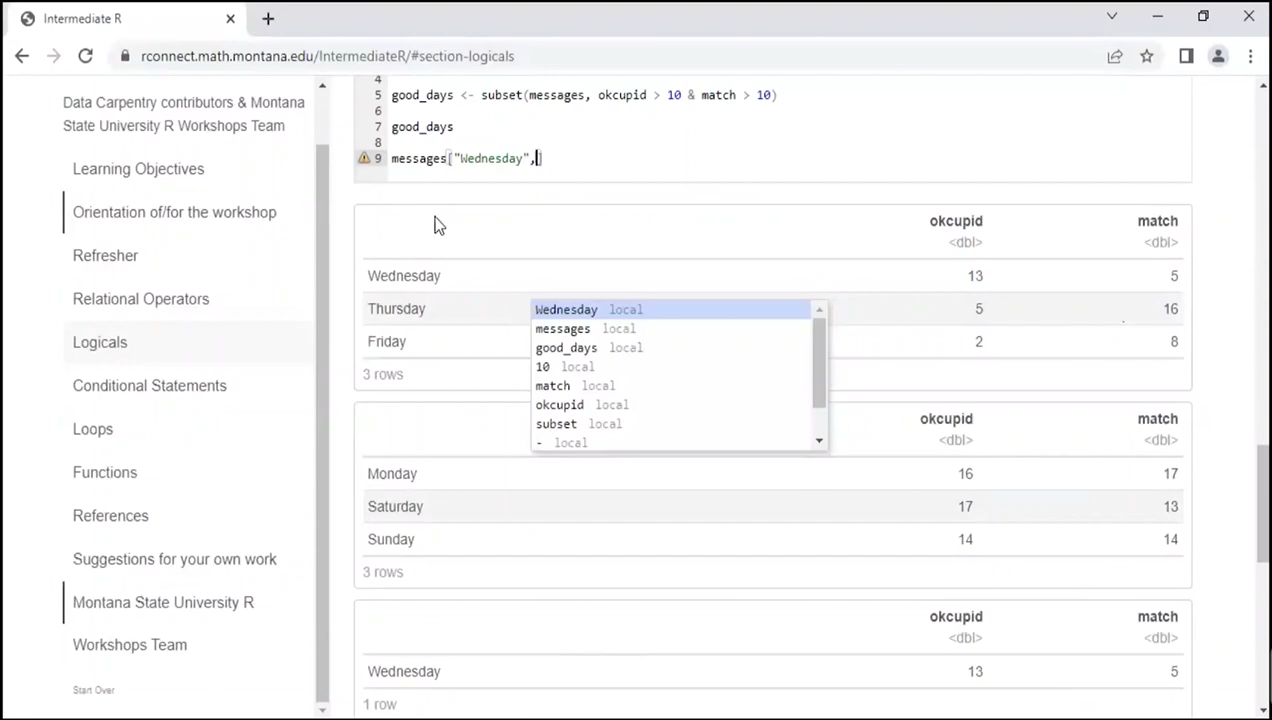 Intermediate R
rconnect.math.montana.edu/IntermediateR/#section-logicals
Data Carpentry contributors & Montana
State University R Workshops Team
Learning Objectives
Orientation of/for the workshop
Refresher
Relational Operators
Logicals
Conditional Statements
Loops
Functions
References
Suggestions for your own work
Montana State University R
Workshops Team
Start Over
4
5 good_days <- subset(messages, okcupid > 10 & match > 10)
6
7 good_days
8
9 messages["Wednesday",]
okcupid match
<dbl> <dbl>
Wednesday 13 5
Thursday 5 16
Friday 2 8
3 rows
Wednesday local
messages local
good_days local
10 local
match local
okcupid local
subset local
- local
okcupid match
<dbl> <dbl>
Monday 16 17
Saturday 17 13
Sunday 14 14
3 rows
okcupid match
<dbl> <dbl>
Wednesday 13 5
1 row